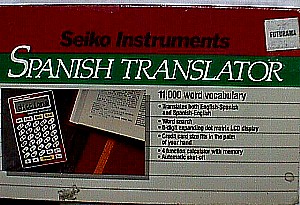 FUTURAMA
Seiko Instruments
SPANISH TRANSLATOR
11,000 word vocabulary
• Translates both English-Spanish
and Spanish-English
• Word search
• 8-digit expanding dot matrix LCD display
• Credit card size fits in the palm
of your hand
• 4 function calculator with memory
• Automatic shut-off